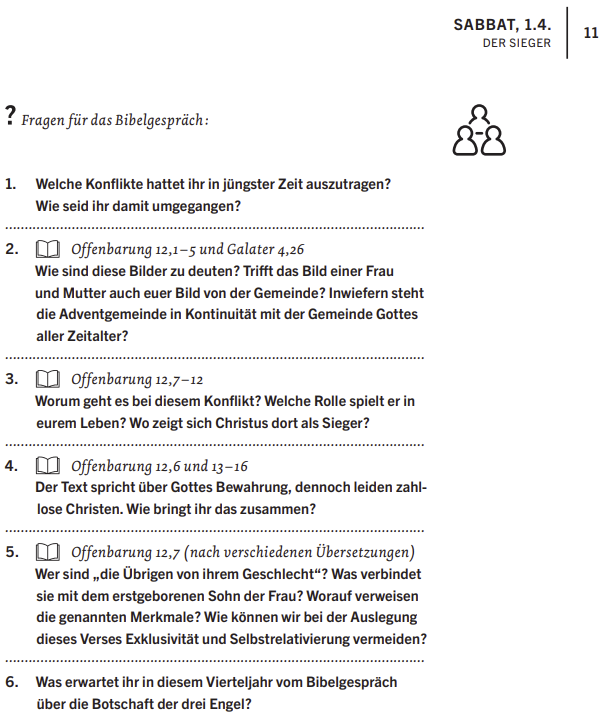 SABBAT, 1.4.
DER SIEGER
11
? Fragen für das Bibelgespräch:
1. Welche Konflikte hattet ihr in jüngster Zeit auszutragen?
Wie seid ihr damit umgegangen?
2. Offenbarung 12,1–5 und Galater 4,26
Wie sind diese Bilder zu deuten? Trifft das Bild einer Frau
und Mutter auch euer Bild von der Gemeinde? Inwiefern steht
die Adventgemeinde in Kontinuität mit der Gemeinde Gottes
aller Zeitalter?
3. Offenbarung 12,7–12
Worum geht es bei diesem Konflikt? Welche Rolle spielt er in
eurem Leben? Wo zeigt sich Christus dort als Sieger?
4. Offenbarung 12,6 und 13–16
Der Text spricht über Gottes Bewahrung, dennoch leiden zahl-
lose Christen. Wie bringt ihr das zusammen?
5. Offenbarung 12,7 (nach verschiedenen Übersetzungen)
Wer sind „die Übrigen von ihrem Geschlecht“? Was verbindet
sie mit dem erstgeborenen Sohn der Frau? Worauf verweisen
die genannten Merkmale? Wie können wir bei der Auslegung
dieses Verses Exklusivität und Selbstrelativierung vermeiden?
6. Was erwartet ihr in diesem Vierteljahr vom Bibelgespräch
über die Botschaft der drei Engel?